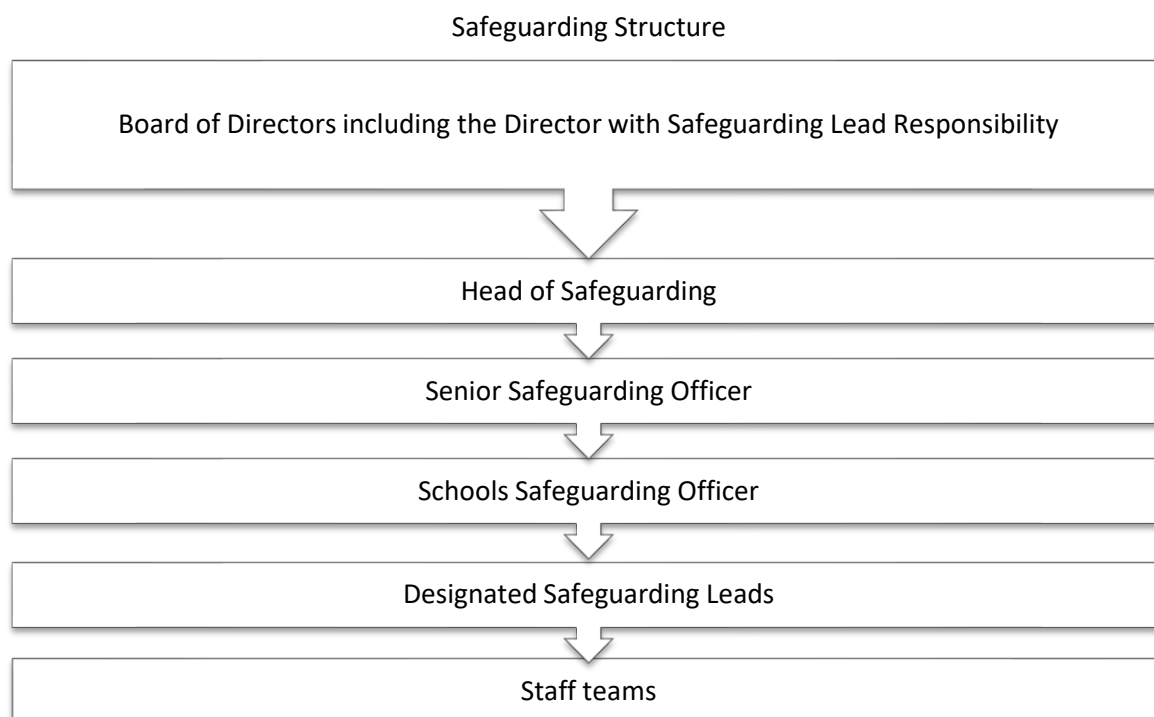 Safeguarding Structure
Board of Directors including the Director with Safeguarding Lead Responsibility
Head of Safeguarding
Senior Safeguarding Officer
Schools Safeguarding Officer
Designated Safeguarding Leads
Staff teams